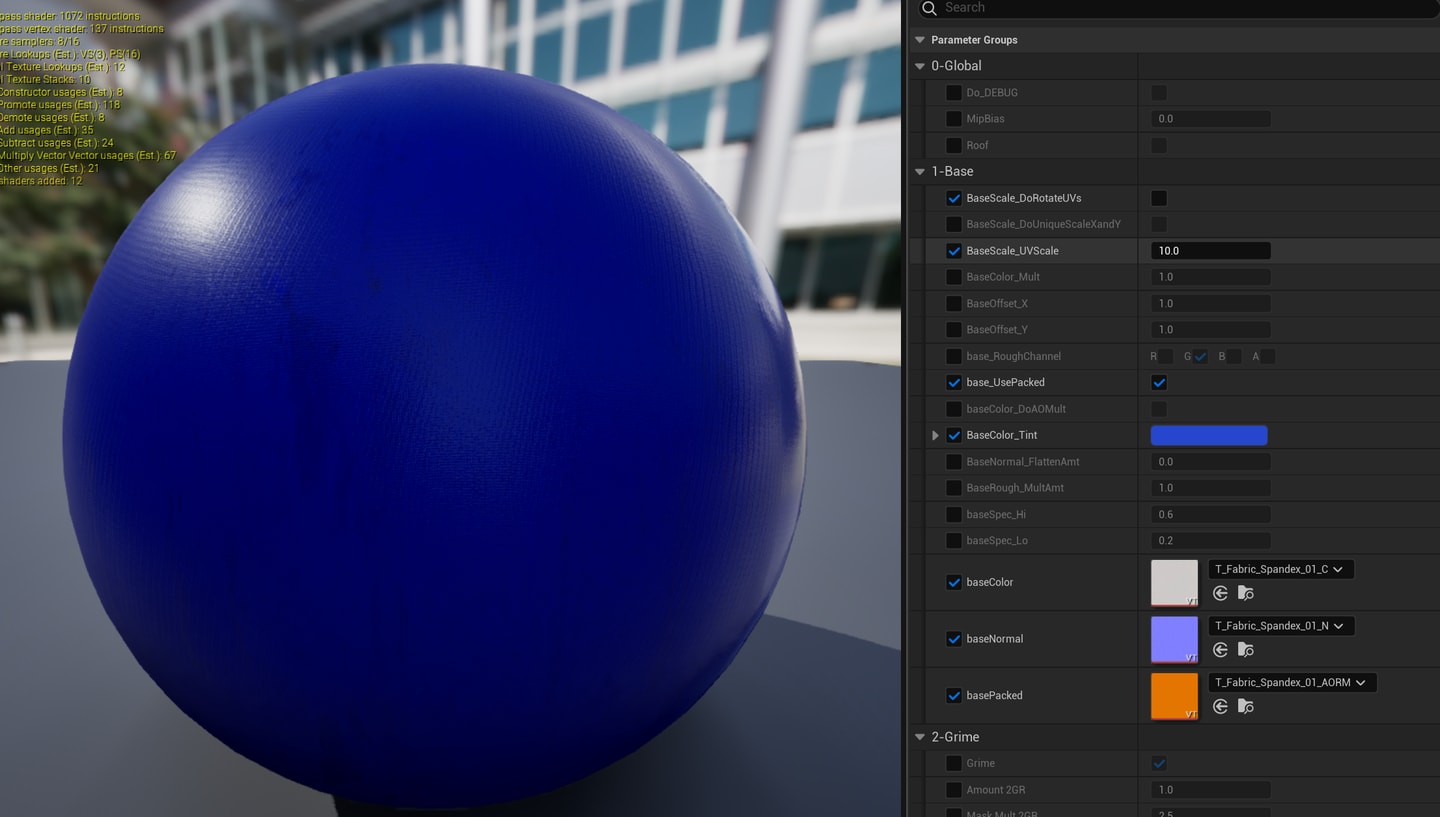 pass shader: 1072 instructions
pass vertex shader: 137 instructions
re samplers: 8/16
re Lookups (Est.): VS(3), PS(16)
l Texture Lookups (Est.): 12
l Texture Stacks: 10
Constructor usages (Est.): 8
Promote usages (Est.): 118
Demote usages (Est.): 8
Add usages (Est.): 35
Subtract usages (Est.): 24
Multiply Vector Vector usages (Est.): 67
Other usages (Est.): 21
shaders added: 12
Search
Parameter Groups
0-Global
Do_DEBUG
MipBias 0.0
Roof
1-Base
BaseScale_DoRotateUVs
BaseScale_DoUniqueScaleXandY
BaseScale_UVScale 10.0
BaseColor_Mult 1.0
BaseOffset_X 1.0
BaseOffset_Y 1.0
base_RoughChannel R G B A
base_UsePacked
baseColor_DoAOMult
BaseColor_Tint
BaseNormal_FlattenAmt 0.0
BaseRough_MultAmt 1.0
baseSpec_Hi 0.6
baseSpec_Lo 0.2
baseColor VT T_Fabric_Spandex_01_C
baseNormal VT T_Fabric_Spandex_01_N
basePacked VT T_Fabric_Spandex_01_AORM
2-Grime
Grime
Amount 2GR 1.0
Mask Mult 2GR 2.5